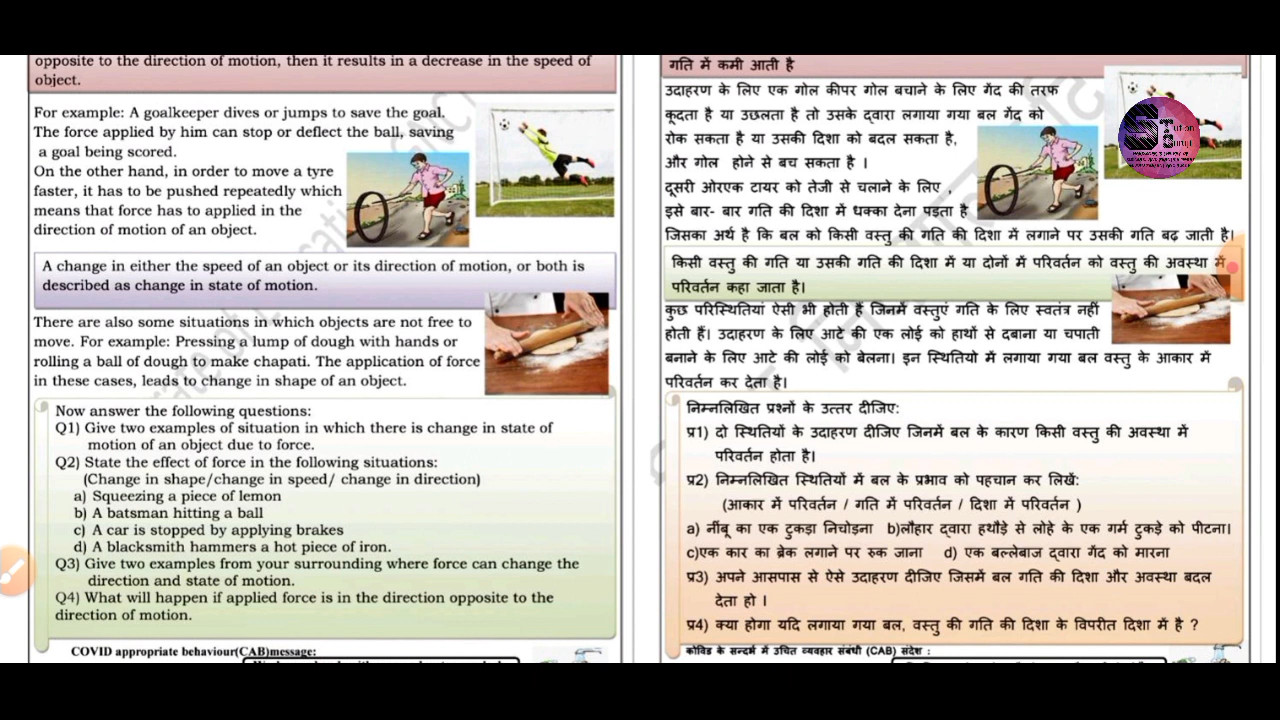 opposite to the direction of motion, then it results in a decrease in the speed of
object.
For example: A goalkeeper dives or jumps to save the goal.
The force applied by him can stop or deflect the ball, saving
a goal being scored.
On the other hand, in order to move a tyre
faster, it has to be pushed repeatedly which
means that force has to applied in the
direction of motion of an object.
A change in either the speed of an object or its direction of motion, or both is
described as change in state of motion.
There are also some situations in which objects are not free to
move. For example: Pressing a lump of dough with hands or
rolling a ball of dough to make chapati. The application of force
in these cases, leads to change in shape of an object.
Now answer the following questions:
Q1) Give two examples of situation in which there is change in state of
motion of an object due to force.
Q2) State the effect of force in the following situations:
(Change in shape/change in speed/ change in direction)
a) Squeezing a piece of lemon
b) A batsman hitting a ball
c) A car is stopped by applying brakes
d) A blacksmith hammers a hot piece of iron.
Q3) Give two examples from your surrounding where force can change the
direction and state of motion.
Q4) What will happen if applied force is in the direction opposite to the
direction of motion.
COVID appropriate behaviour(CAB)message:
गति में कमी आती है
उदाहरण के लिए एक गोल कीपर गोल बचाने के लिए गेंद की तरफ
कूदता है या उछलता है तो उसके द्वारा लगाया गया बल गेंद को
रोक सकता है या उसकी दिशा को बदल सकता है,
और गोल होने से बच सकता है ।
दूसरी ओरएक टायर को तेजी से चलाने के लिए ,
इसे बार- बार गति की दिशा में धक्का देना पड़ता है
जिसका अर्थ है कि बल को किसी वस्तु की गति की दिशा में लगाने पर उसकी गति बढ़ जाती है।
किसी वस्तु की गति या उसकी गति की दिशा में या दोनों में परिवर्तन को वस्तु की अवस्था में
परिवर्तन कहा जाता है।
कुछ परिस्थितियां ऐसी भी होती हैं जिनमें वस्तुएं गति के लिए स्वतंत्र नहीं
होती हैं। उदाहरण के लिए आटे की एक लोई को हाथों से दबाना या चपाती
बनाने के लिए आटे की लोई को बेलना। इन स्थितियो में लगाया गया बल वस्तु के आकार में
परिवर्तन कर देता है।
निम्नलिखित प्रश्नों के उत्तर दीजिए:
प्र1) दो स्थितियों के उदाहरण दीजिए जिनमें बल के कारण किसी वस्तु की अवस्था में
परिवर्तन होता है।
प्र2) निम्नलिखित स्थितियों में बल के प्रभाव को पहचान कर लिखें:
(आकार में परिवर्तन / गति में परिवर्तन / दिशा में परिवर्तन )
a) नींबू का एक टुकड़ा निचोड़ना b)लौहार द्वारा हथौड़े से लोहे के एक गर्म टुकड़े को पीटना।
c)एक कार का ब्रेक लगाने पर रुक जाना d) एक बल्लेबाज द्वारा गेंद को मारना
प्र3) अपने आसपास से ऐसे उदाहरण दीजिए जिसमें बल गति की दिशा और अवस्था बदल
देता हो ।
प्र4) क्या होगा यदि लगाया गया बल, वस्तु की गति की दिशा के विपरीत दिशा में है ?
कोविड के सन्दर्भ में उचित व्यवहार संबंधी (CAB) संदेश :